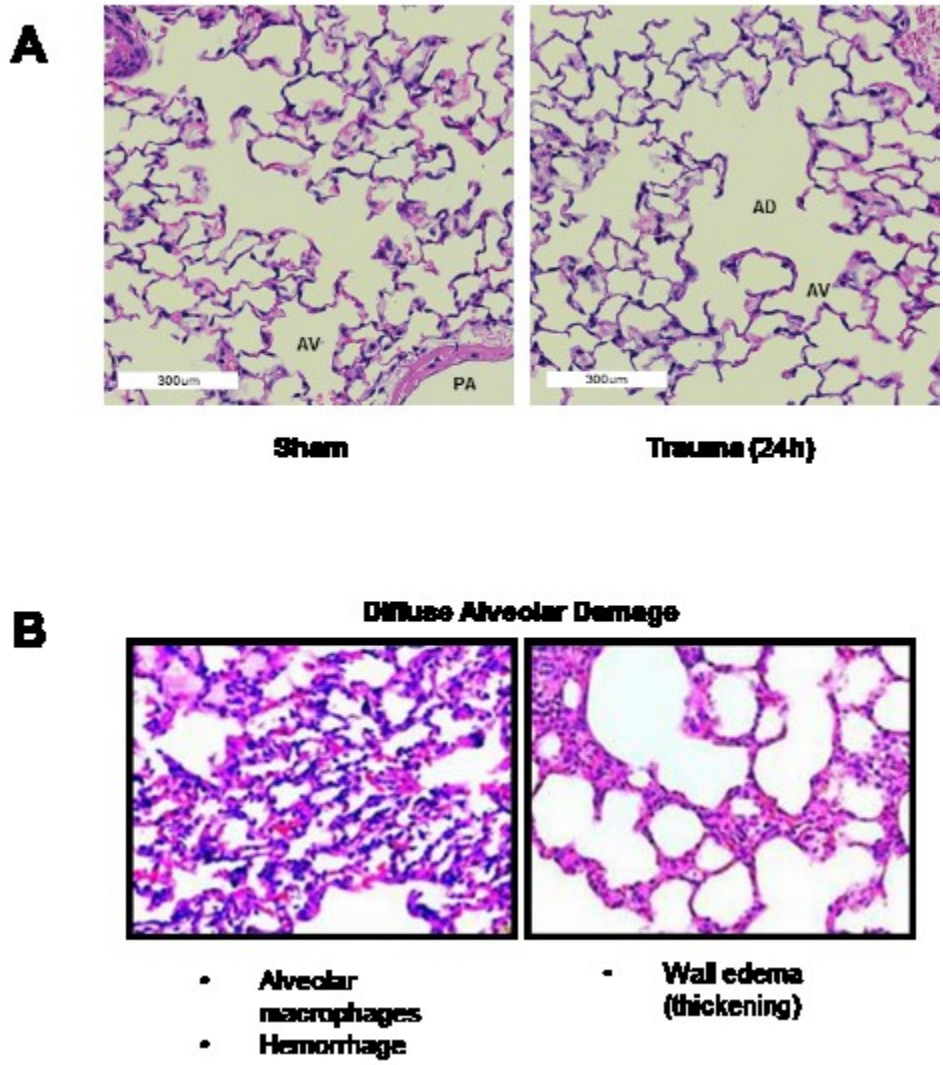 A
AD
AV
AV
PA
300um
300um
Sham
Trauma (24h)
B
Diffuse Alveolar Damage
• Alveolar
macrophages
• Hemorrhage
• Wall edema
(thickening)